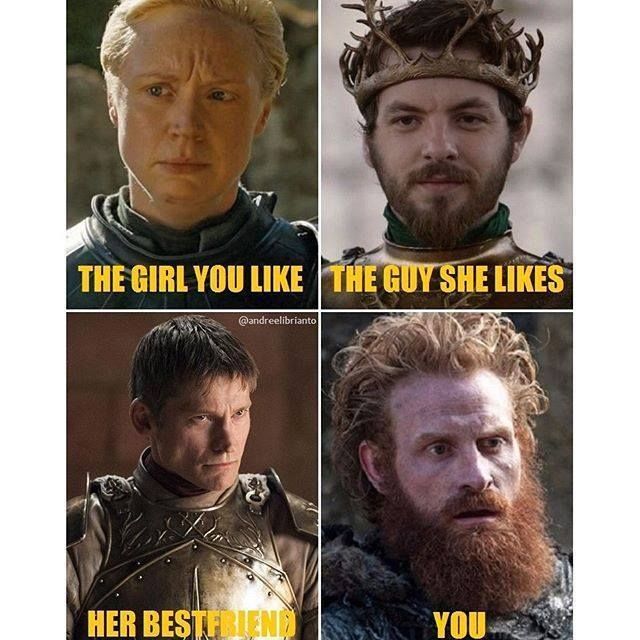 THE GIRL YOU LIKE
THE GUY SHE LIKES
@andreelibrianto
HER BESTFRIEND
YOU